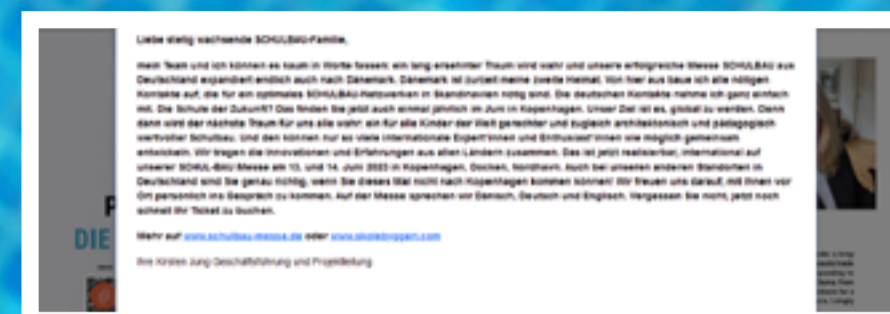 Liebe stetig wachsende SCHULBAU-Familie,
mein Team und ich können es kaum in Worte fassen: ein lang ersehnter Traum wird wahr und unsere erfolgreiche Messe SCHULBAU aus
Deutschland expandiert endlich auch nach Dänemark. Dänemark ist zurzeit meine zweite Heimat. Von hier aus baue ich alle nötigen
Kontakte auf, die für ein optimales SCHULBAU-Netzwerken in Skandinavien nötig sind. Die deutschen Kontakte nehme ich ganz einfach
mit. Die Schule der Zukunft? Das finden Sie jetzt auch einmal jährlich im Juni in Kopenhagen. Unser Ziel ist es, global zu werden. Denn
dann wird der nächste Traum für uns alle wahr: ein für alle Kinder der Welt gerechter und zugleich architektonisch und pädagogisch
wertvoller Schulbau. Und den können nur so viele internationale Expert*innen und Enthusiast*innen wie möglich gemeinsam
entwickeln. Wir tragen die Innovationen und Erfahrungen aus allen Ländern zusammen. Das ist jetzt realisierbar, international auf
unserer SCHUL-BAU Messe am 13. und 14. Juni 2023 in Kopenhagen, Docken, Nordhavn. Auch bei unseren anderen Standorten in
Deutschland sind Sie genau richtig, wenn Sie dieses Mal nicht nach Kopenhagen kommen können! Wir freuen uns darauf, mit Ihnen vor
Ort persönlich ins Gespräch zu kommen. Auf der Messe sprechen wir Dänisch, Deutsch und Englisch. Vergessen Sie nicht, jetzt noch
schnell Ihr Ticket zu buchen.
Mehr auf www.schulbau-messe.de oder www.skolebyggeri.com
Ihre Kirsten Jung Geschäftsführung und Projektleitung
DIE